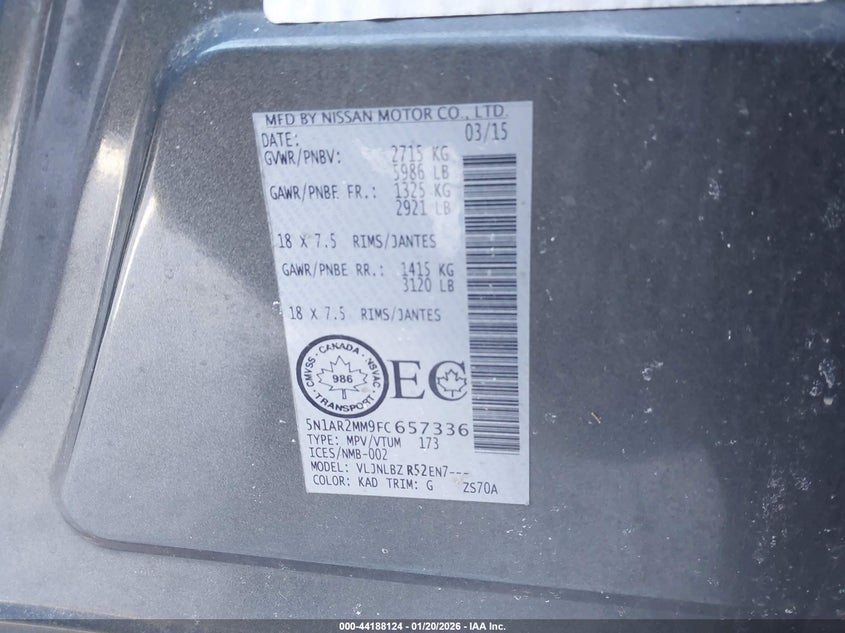 MFD BY NISSAN MOTOR CO., LTD.
DATE: 03/15
GVWR/PNBV: 2715 KG
5986 LB
GAWR/PNBE FR.: 1325 KG
2921 LB
18 X 7.5 RIMS/JANTES
GAWR/PNBE RR.: 1415 KG
3120 LB
18 X 7.5 RIMS/JANTES
CMVSS · CANADA · NSVAC · TRANSPORT
986
EC
5N1AR2MM9FC657336
TYPE: MPV/VTUM 173
ICES/NMB-002
MODEL: VLJNLBZ R52EN7---
COLOR: KAD TRIM: G ZS70A
000-44188124 | 01/20/2026 - IAA Inc.